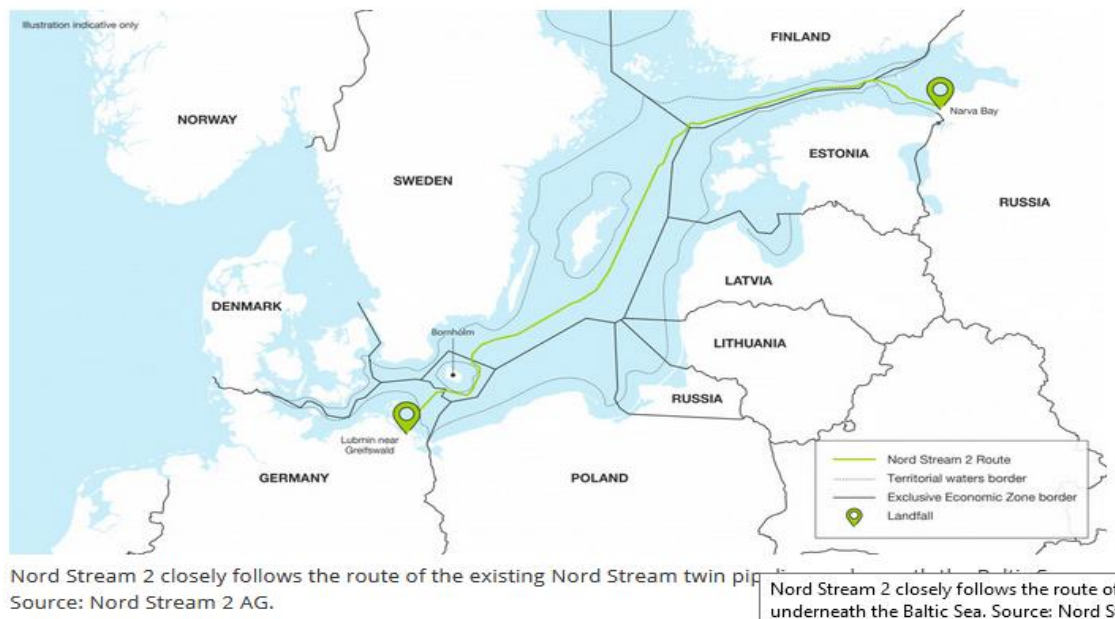 Illustration indicative only
FINLAND
NORWAY
Narva Bay
SWEDEN
ESTONIA
RUSSIA
LATVIA
DENMARK
Bornholm
LITHUANIA
RUSSIA
Lubmin near
Greifswald
GERMANY
POLAND
Nord Stream 2 Route
Territorial waters border
Exclusive Economic Zone border
Landfall
Nord Stream 2 closely follows the route of the existing Nord Stream twin
Source: Nord Stream 2 AG.
Nord Stream 2 closely follows the route of
underneath the Baltic Sea. Source: Nord